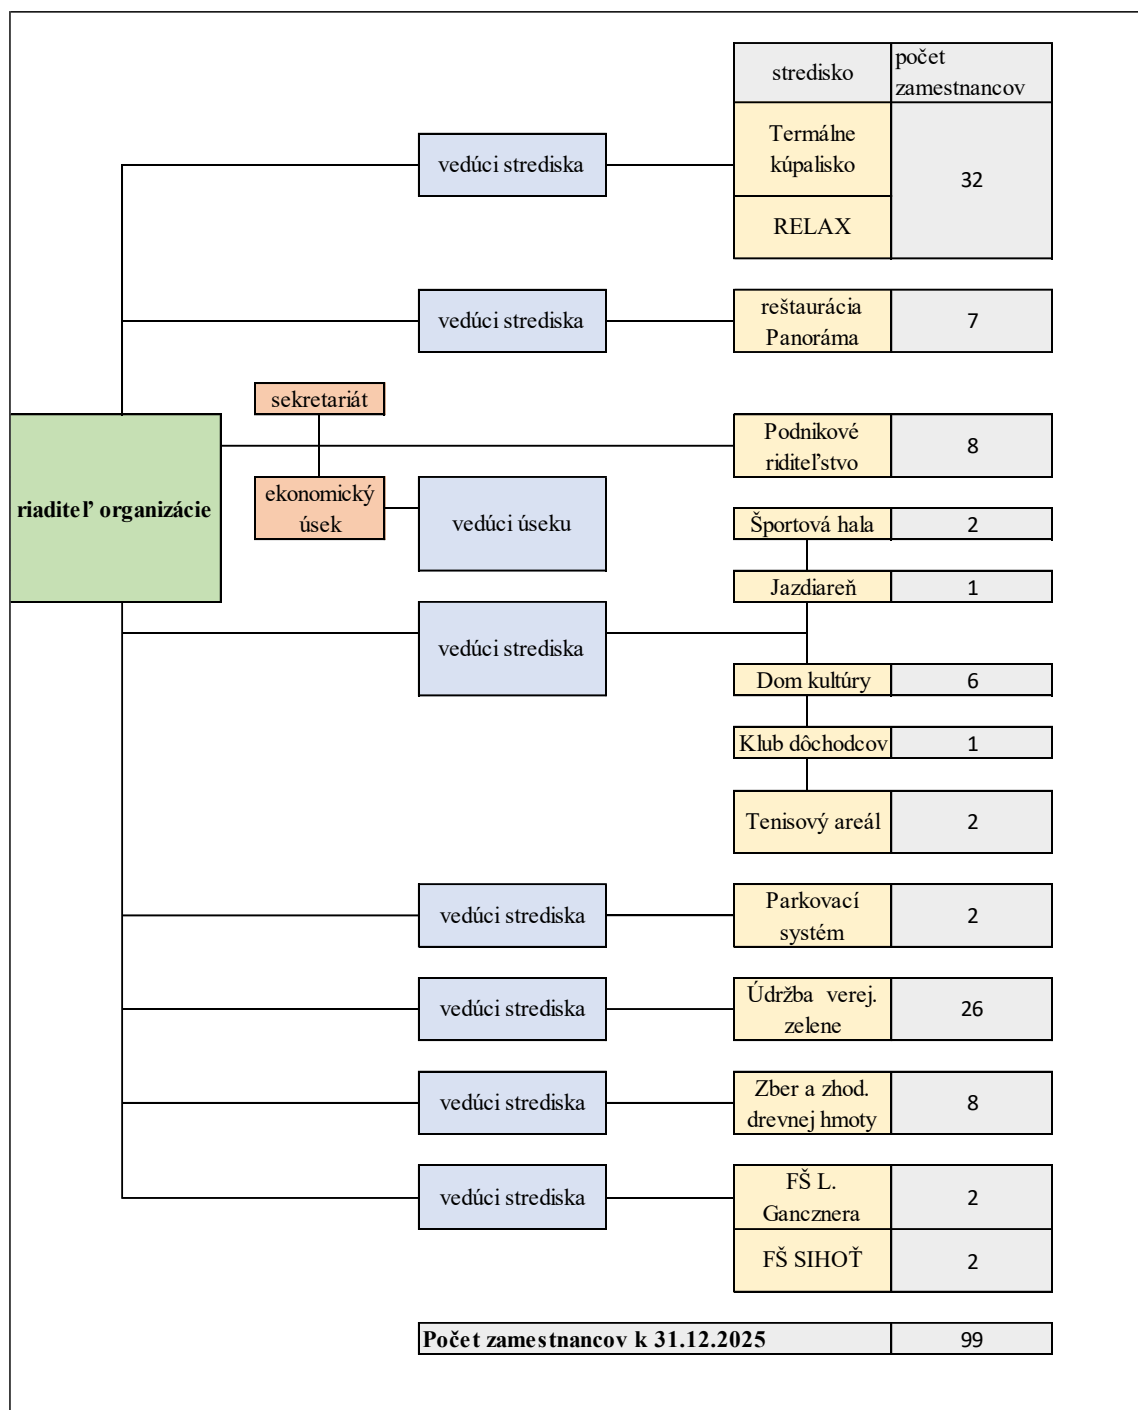 stredisko
počet
zamestnancov
Termálne
kúpalisko
vedúci strediska
32
RELAX
vedúci strediska
reštaurácia
Panoráma
7
sekretariát
Podnikové
riditeľstvo
8
riaditeľ organizácie
ekonomický
úsek
vedúci úseku
Športová hala
2
Jazdiareň
1
vedúci strediska
Dom kultúry
6
Klub dôchodcov
1
Tenisový areál
2
vedúci strediska
Parkovací
systém
2
vedúci strediska
Údržba verej.
zelene
26
vedúci strediska
Zber a zhod.
drevnej hmoty
8
vedúci strediska
FŠ L.
Gancznera
2
FŠ SIHOŤ
2
Počet zamestnancov k 31.12.2025
99